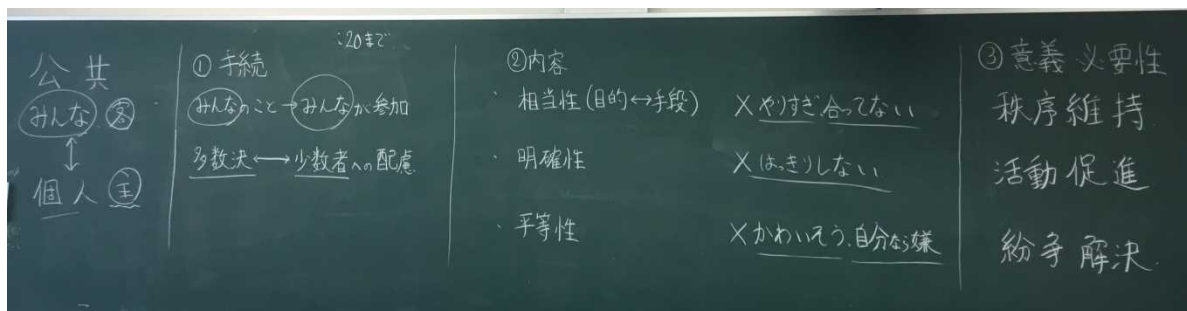 公共
みんな 客
↕
個人 主
:20まで
① 手続
みんなのこと→みんなが参加
多数決←→少数者への配慮
②内容
・ 相当性(目的↔手段) ×やりすぎ、合ってない
・ 明確性 ×はっきりしない
・ 平等性 ×かわいそう、自分なら嫌
③意義 必要性
秩序維持
活動促進
紛争解決